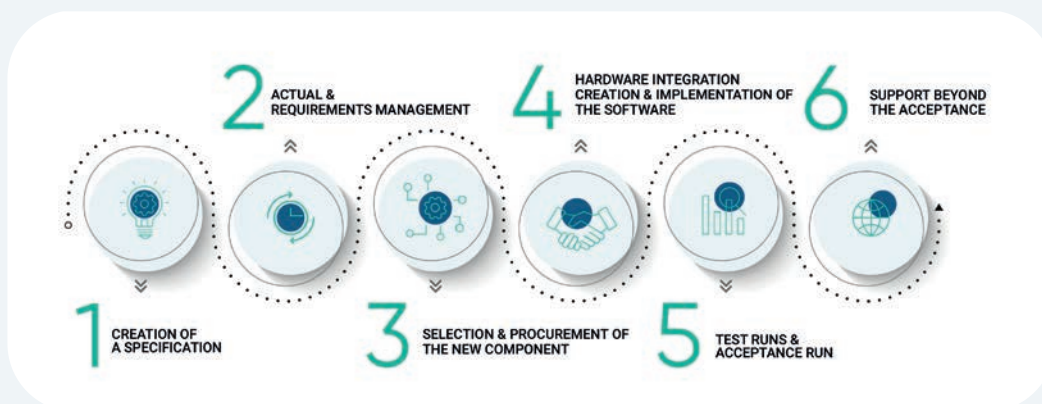 1
CREATION OF
A SPECIFICATION
2
ACTUAL &
REQUIREMENTS MANAGEMENT
3
SELECTION & PROCUREMENT OF
THE NEW COMPONENT
4
HARDWARE INTEGRATION
CREATION & IMPLEMENTATION OF
THE SOFTWARE
5
TEST RUNS &
ACCEPTANCE RUN
6
SUPPORT BEYOND
THE ACCEPTANCE